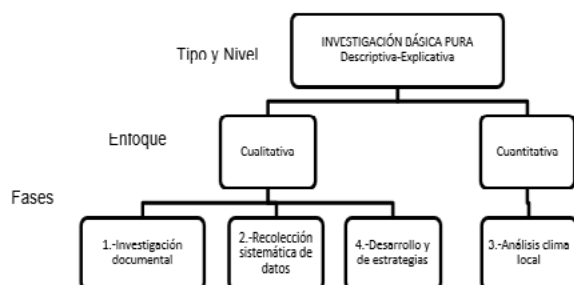 Tipo y Nivel
INVESTIGACIÓN BÁSICA PURA
Descriptiva-Explicativa
Enfoque
Cualitativa
Cuantitativa
Fases
1.-Investigación
documental
2.-Recolección
sistemática de
datos
4.-Desarrollo y
de estrategias
3.-Análisis clima
local